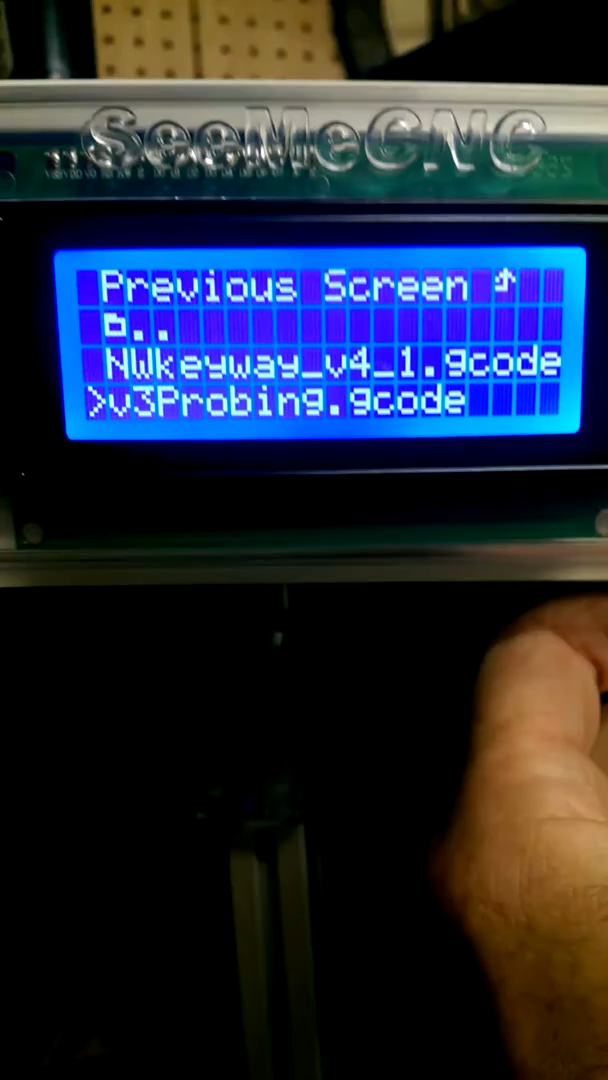 SeeMeCNC
Previous Screen
..
NWkeyway_v4_1.gcode
>v3Probing.gcode